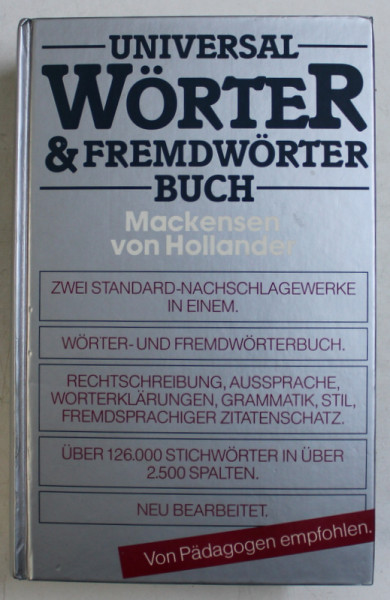 UNIVERSAL
WÖRTER
& FREMDWÖRTER
BUCH
Mackensen
von Hollander
ZWEI STANDARD-NACHSCHLAGEWERKE
IN EINEM.
WÖRTER- UND FREMDWÖRTERBUCH.
RECHTSCHREIBUNG, AUSSPRACHE,
WORTERKLÄRUNGEN, GRAMMATIK, STIL,
FREMDSPRACHIGER ZITATENSCHATZ.
ÜBER 126.000 STICHWÖRTER IN ÜBER
2.500 SPALTEN.
NEU BEARBEITET.
Von Pädagogen empfohlen.